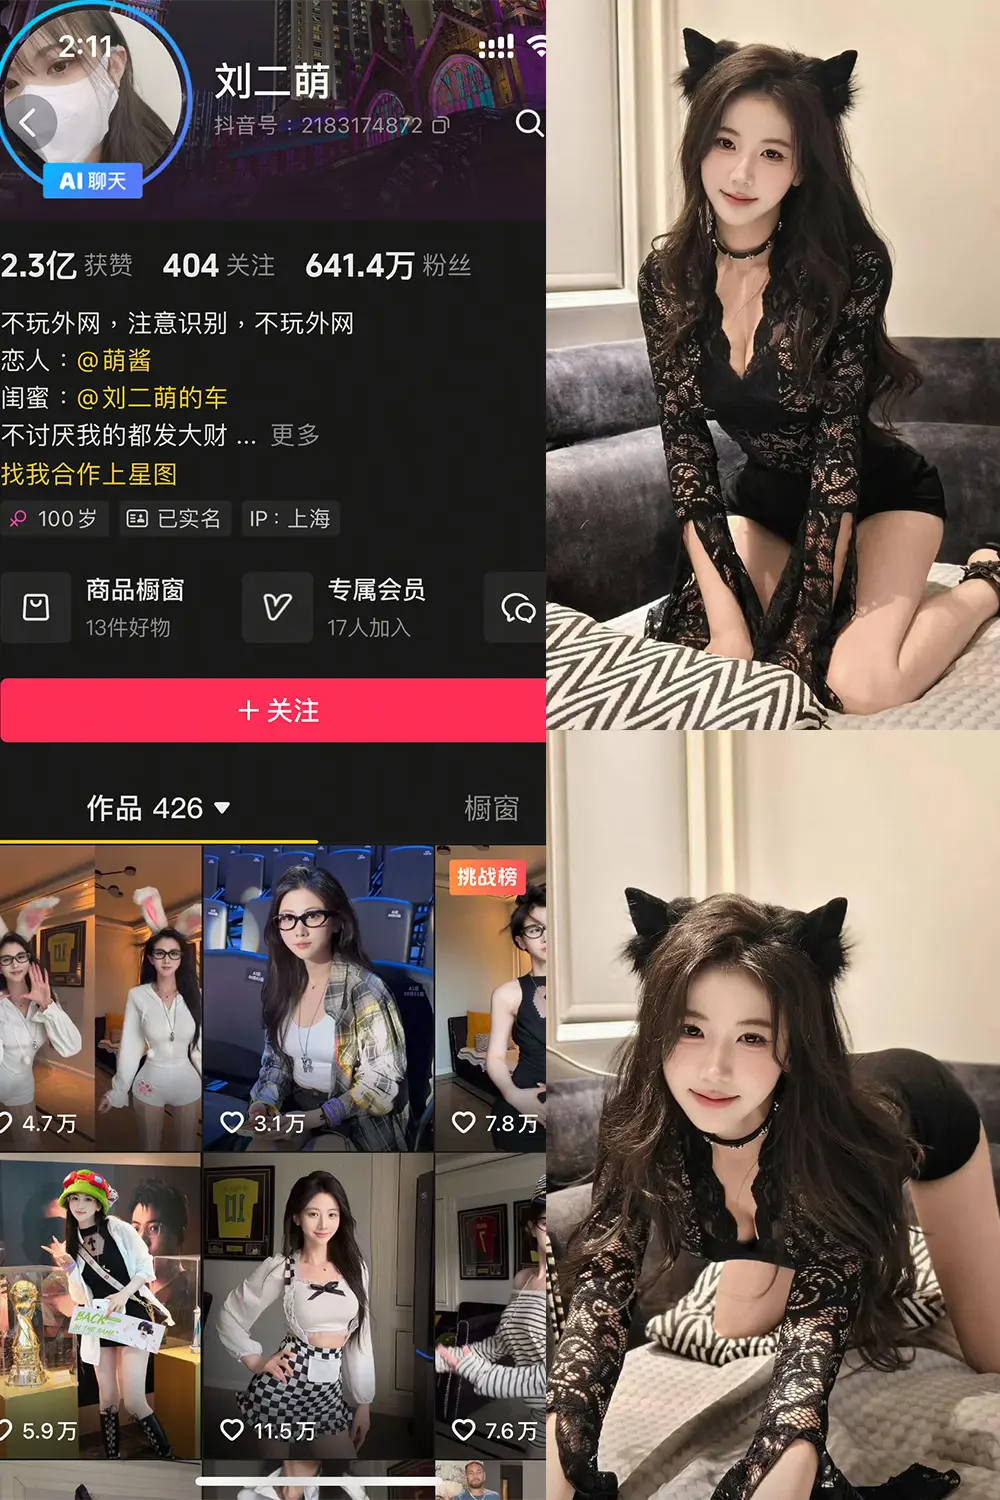 2:11
刘二萌
抖音号：2183174872
AI 聊天
2.3亿 获赞 404 关注 641.4万 粉丝
不玩外网，注意识别，不玩外网
恋人：@萌酱
闺蜜：@刘二萌的车
不讨厌我的都发大财 ... 更多
找我合作上星图
100岁 已实名 IP：上海
商品橱窗 专属会员
13件好物 17人加入
+ 关注
作品 426 橱窗
挑战榜
4.7万 3.1万 7.8万
BACK
IN THE GAME
5.9万 11.5万 7.6万